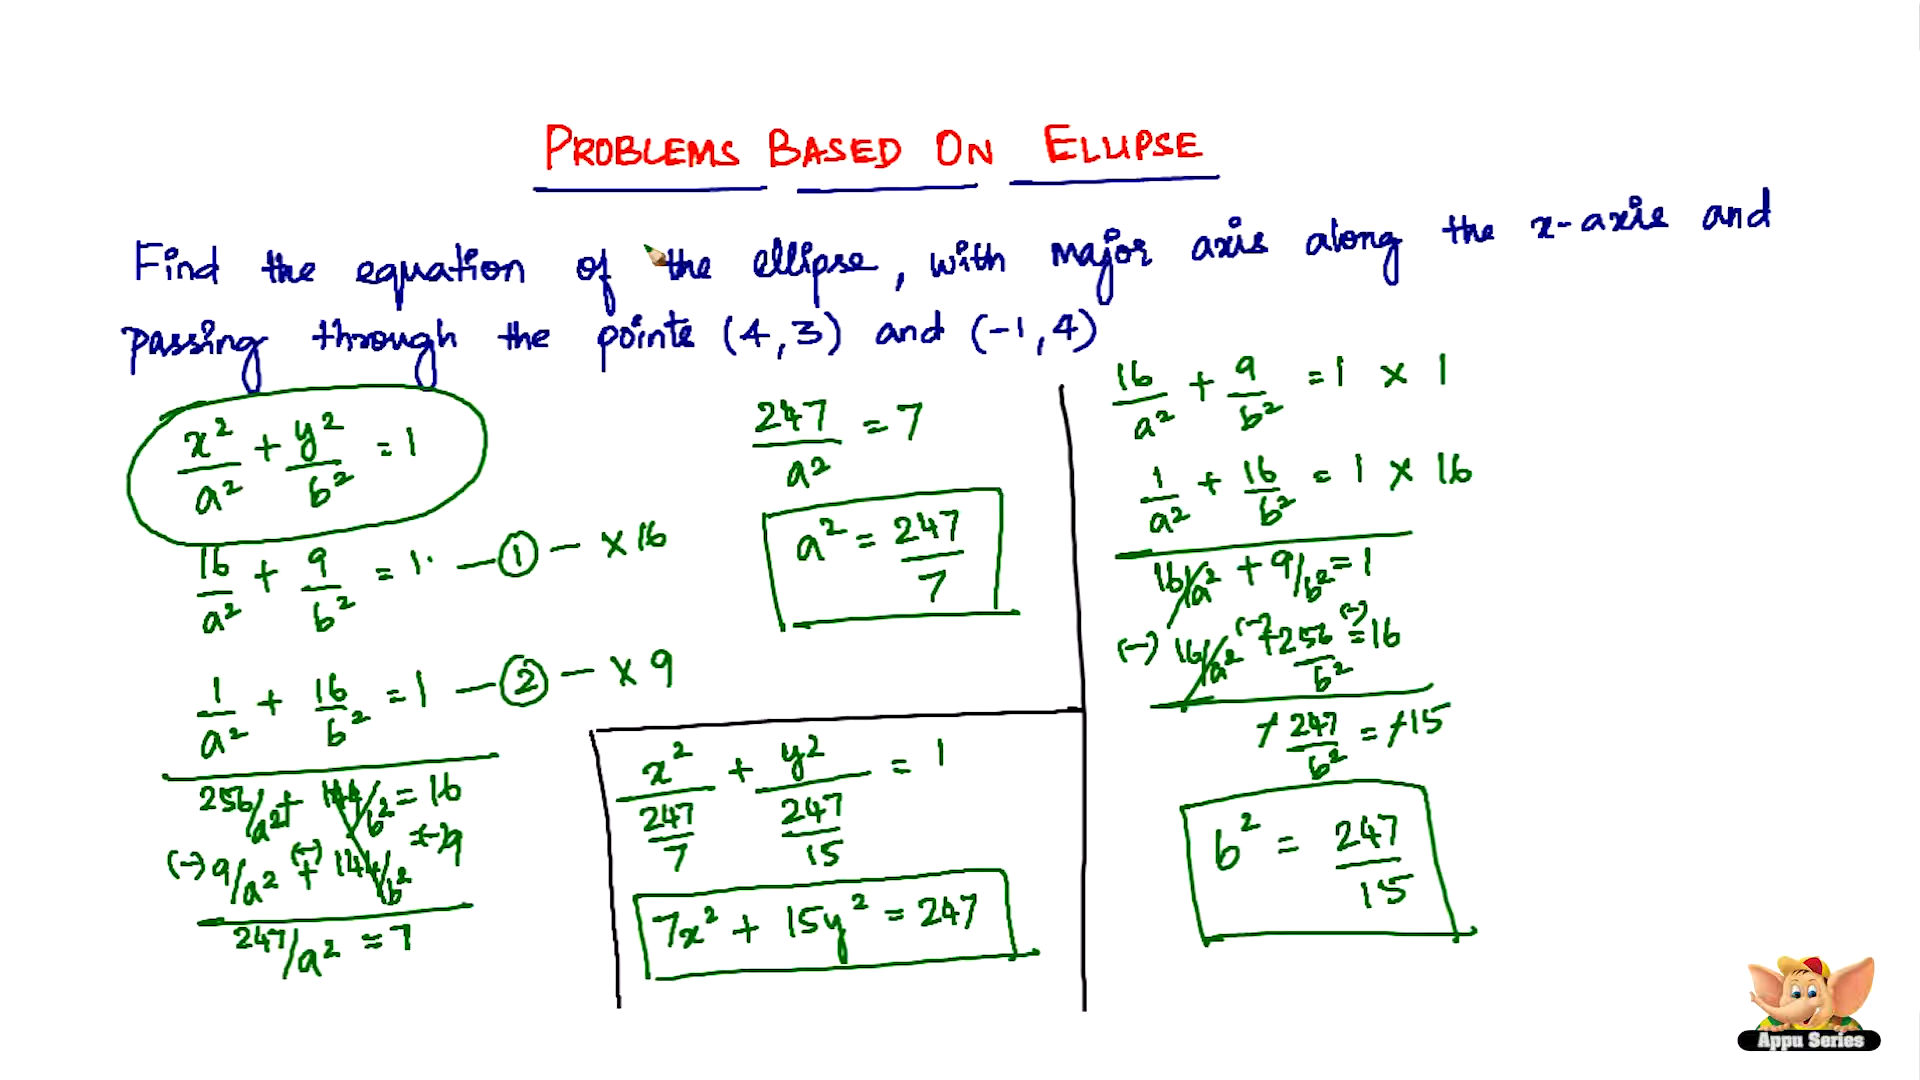 PROBLEMS BASED ON ELLIPSE
Find the equation of the ellipse, with major axis along the x-axis and
passing through the points (4,3) and (-1,4)
x²/a² + y²/b² = 1
16/a² + 9/b² = 1. — ① — × 16
1/a² + 16/b² = 1 — ② — × 9
256/a² + 144/b² = 16
(-) 9/a² (-)+ 144/b² (-)= 9
247/a² = 7
247/a² = 7
a² = 247/7
16/a² + 9/b² = 1 × 1
1/a² + 16/b² = 1 × 16
16/a² + 9/b² = 1
(-) 16/a² (-)+ 256/b² (-)= 16
- 247/b² = -15
b² = 247/15
x²/(247/7) + y²/(247/15) = 1
7x² + 15y² = 247
Appu Series